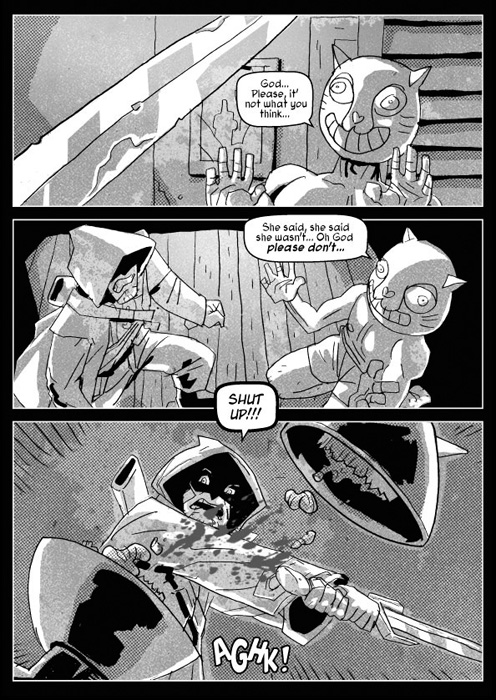 God...
Please, it'
not what you
think...
She said, she said
she wasn't... Oh God
please don't...
SHUT
UP!!!
AGHK!